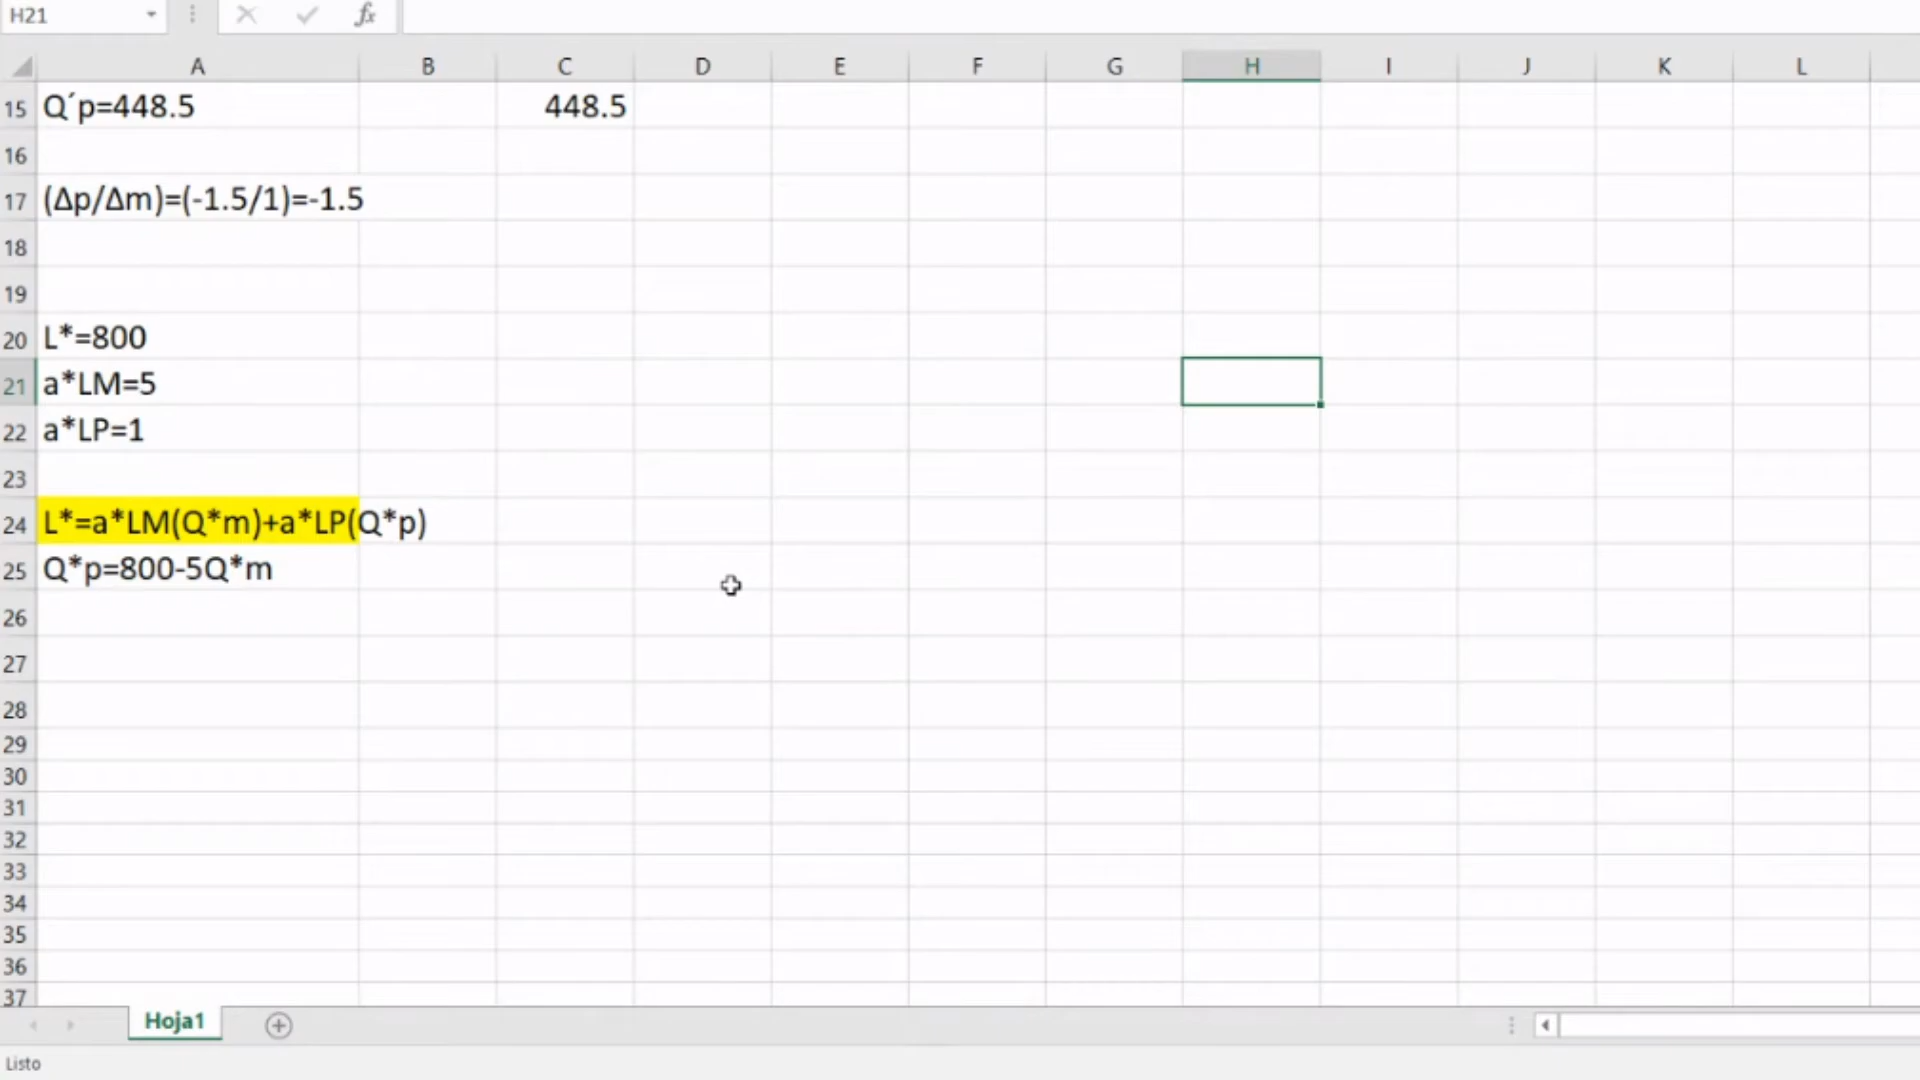 H21
fx
A B C D E F G H I J K L
15 Q´p=448.5 448.5
16
17 (Δp/Δm)=(-1.5/1)=-1.5
18
19
20 L*=800
21 a*LM=5
22 a*LP=1
23
24 L*=a*LM(Q*m)+a*LP(Q*p)
25 Q*p=800-5Q*m
26
27
28
29
30
31
32
33
34
35
36
37
Hoja1
Listo